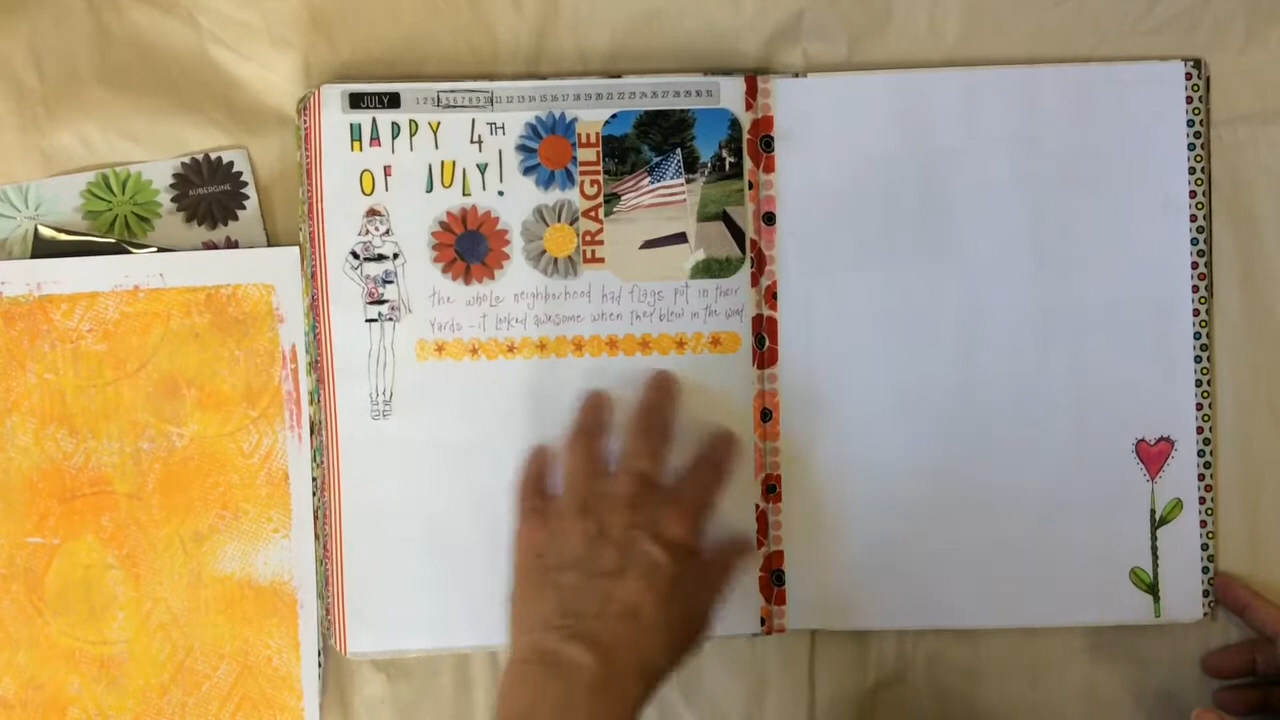 JULY 1 2 3 4 5 6 7 8 9 10 11 12 13 14 15 16 17 18 19 20 21 22 23 24 25 26 27 28 29 30 31
HAPPY 4TH
OF JULY!
FRAGILE
the whole neighborhood had flags put in their
yards - it looked awesome when they blew in the wind
AUBERGINE